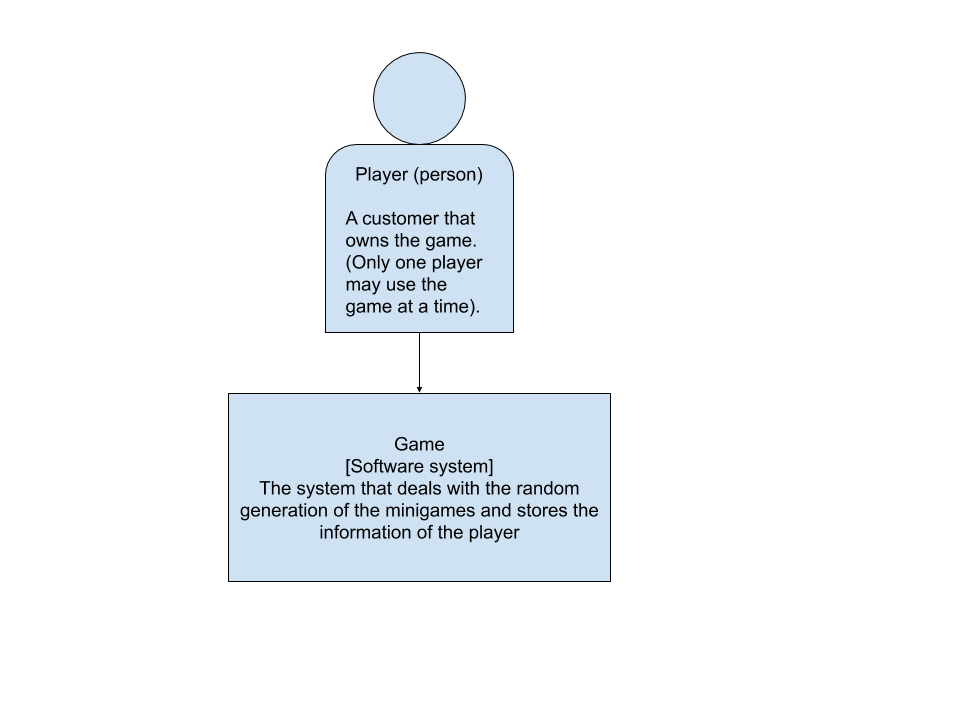 Player (person)
A customer that
owns the game.
(Only one player
may use the
game at a time).
Game
[Software system]
The system that deals with the random
generation of the minigames and stores the
information of the player